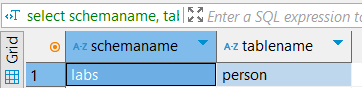 select schemaname, tal
Enter a SQL expression to
Grid
A-Z schemaname
A-Z tablename
1 labs person